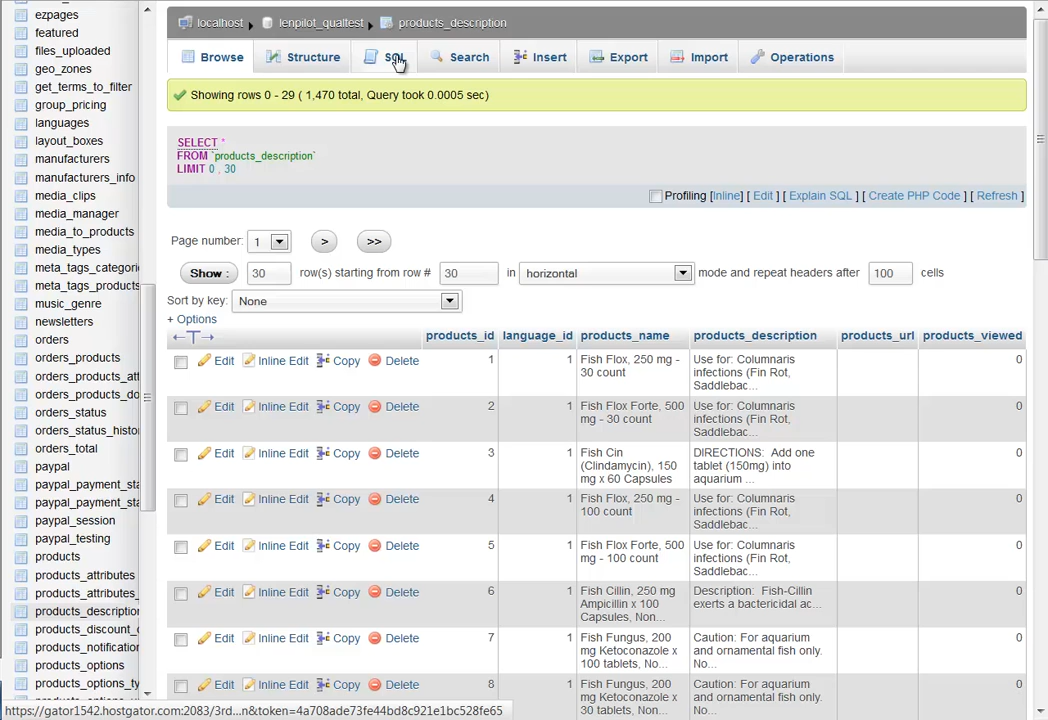 ezpages
featured
files_uploaded
geo_zones
get_terms_to_filter
group_pricing
languages
layout_boxes
manufacturers
manufacturers_info
media_clips
media_manager
media_to_products
media_types
meta_tags_categori
meta_tags_products
music_genre
newsletters
orders
orders_products
orders_products_att
orders_products_do
orders_status
orders_status_histo
orders_total
paypal
paypal_payment_sta
paypal_payment_sta
paypal_session
paypal_testing
products
products_attributes
products_attributes_
products_description
products_discount_
products_notification
products_options
products_options_ty
localhost lenpilot_qualtest products_description
Browse Structure SQL Search Insert Export Import Operations
Showing rows 0 - 29 ( 1,470 total, Query took 0.0005 sec)
SELECT *
FROM `products_description`
LIMIT 0 , 30
Profiling [Inline] [ Edit ] [ Explain SQL ] [ Create PHP Code ] [ Refresh ]
Page number: 1 > >>
Show : 30 row(s) starting from row # 30 in horizontal mode and repeat headers after 100 cells
Sort by key: None
+ Options
←T→ products_id language_id products_name products_description products_url products_viewed
Edit Inline Edit Copy Delete 1 1 Fish Flox, 250 mg - Use for: Columnaris 0
30 count infections (Fin Rot,
Saddlebac...
Edit Inline Edit Copy Delete 2 1 Fish Flox Forte, 500 Use for: Columnaris 0
mg - 30 count infections (Fin Rot,
Saddlebac...
Edit Inline Edit Copy Delete 3 1 Fish Cin DIRECTIONS: Add one 0
(Clindamycin), 150 tablet (150mg) into
mg x 60 Capsules aquarium ...
Edit Inline Edit Copy Delete 4 1 Fish Flox, 250 mg - Use for: Columnaris 0
100 count infections (Fin Rot,
Saddlebac...
Edit Inline Edit Copy Delete 5 1 Fish Flox Forte, 500 Use for: Columnaris 0
mg - 100 count infections (Fin Rot,
Saddlebac...
Edit Inline Edit Copy Delete 6 1 Fish Cillin, 250 mg Description: Fish-Cillin 0
Ampicillin x 100 exerts a bactericidal ac...
Capsules, Non...
Edit Inline Edit Copy Delete 7 1 Fish Fungus, 200 Caution: For aquarium 0
mg Ketoconazole x and ornamental fish only.
100 tablets, No... No...
Edit Inline Edit Copy Delete 8 1 Fish Fungus, 200 Caution: For aquarium 0
mg Ketoconazole x and ornamental fish only.
30 tablets, No... No...
https://gator1542.hostgator.com:2083/3rd...n&token=4a708ade73fe44bd8c921e1bc528fe65